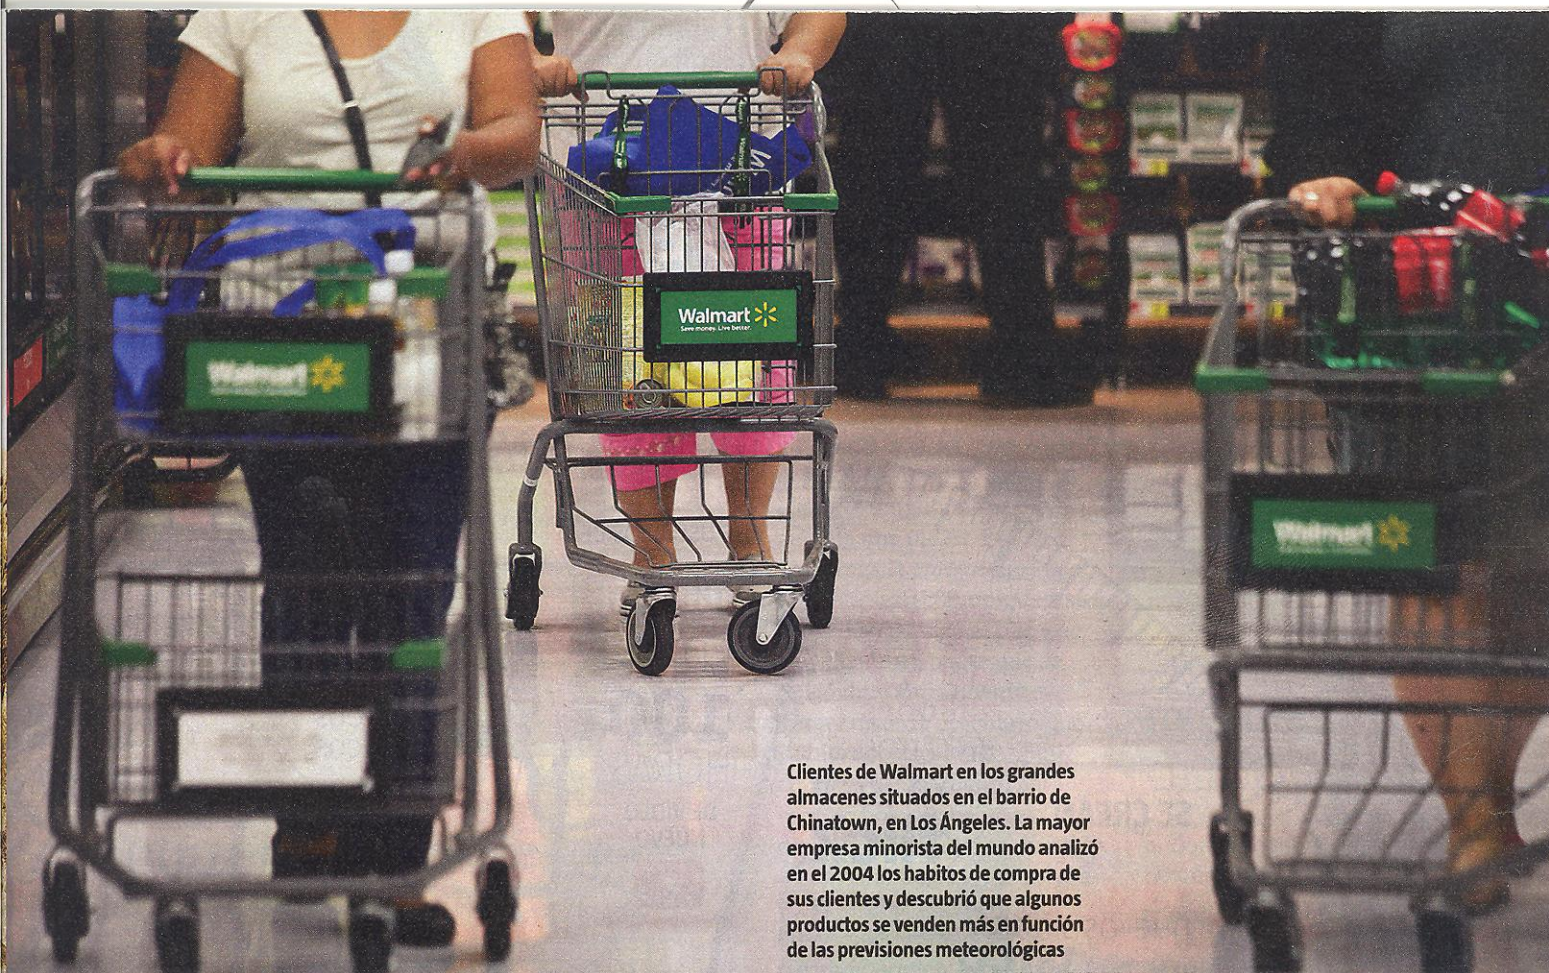 Walmart
Save money. Live better.
Walmart
Walmart
Clientes de Walmart en los grandes
almacenes situados en el barrio de
Chinatown, en Los Ángeles. La mayor
empresa minorista del mundo analizó
en el 2004 los habitos de compra de
sus clientes y descubrió que algunos
productos se venden más en función
de las previsiones meteorológicas